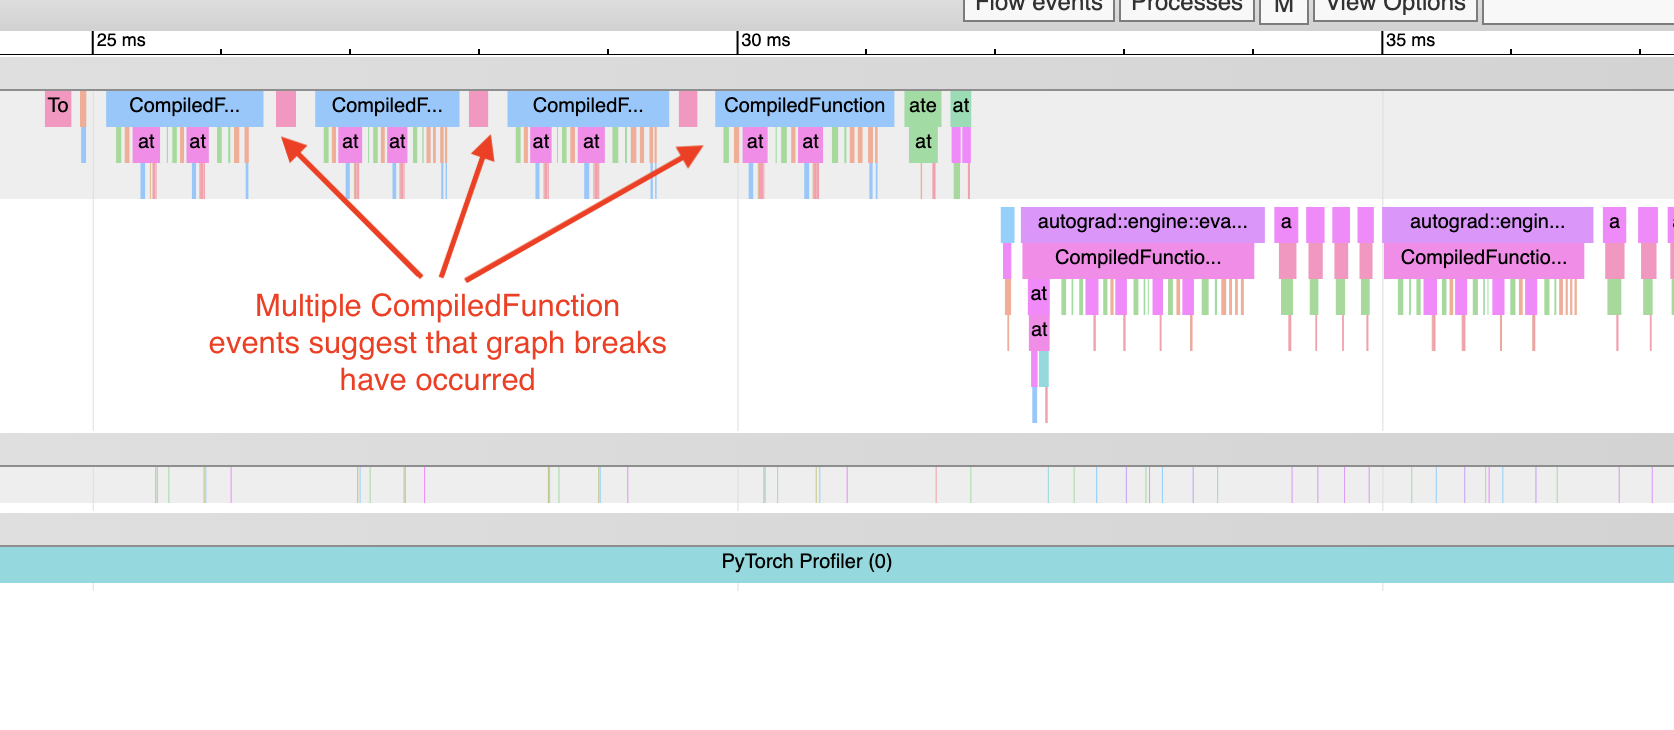 Flow events Processes M View Options
25 ms 30 ms 35 ms
To CompiledF... CompiledF... CompiledF... CompiledFunction ate at
at at at at at at at at at
autograd::engine::eva... a autograd::engin... a
CompiledFunctio... CompiledFunctio...
at
at
Multiple CompiledFunction
events suggest that graph breaks
have occurred
PyTorch Profiler (0)